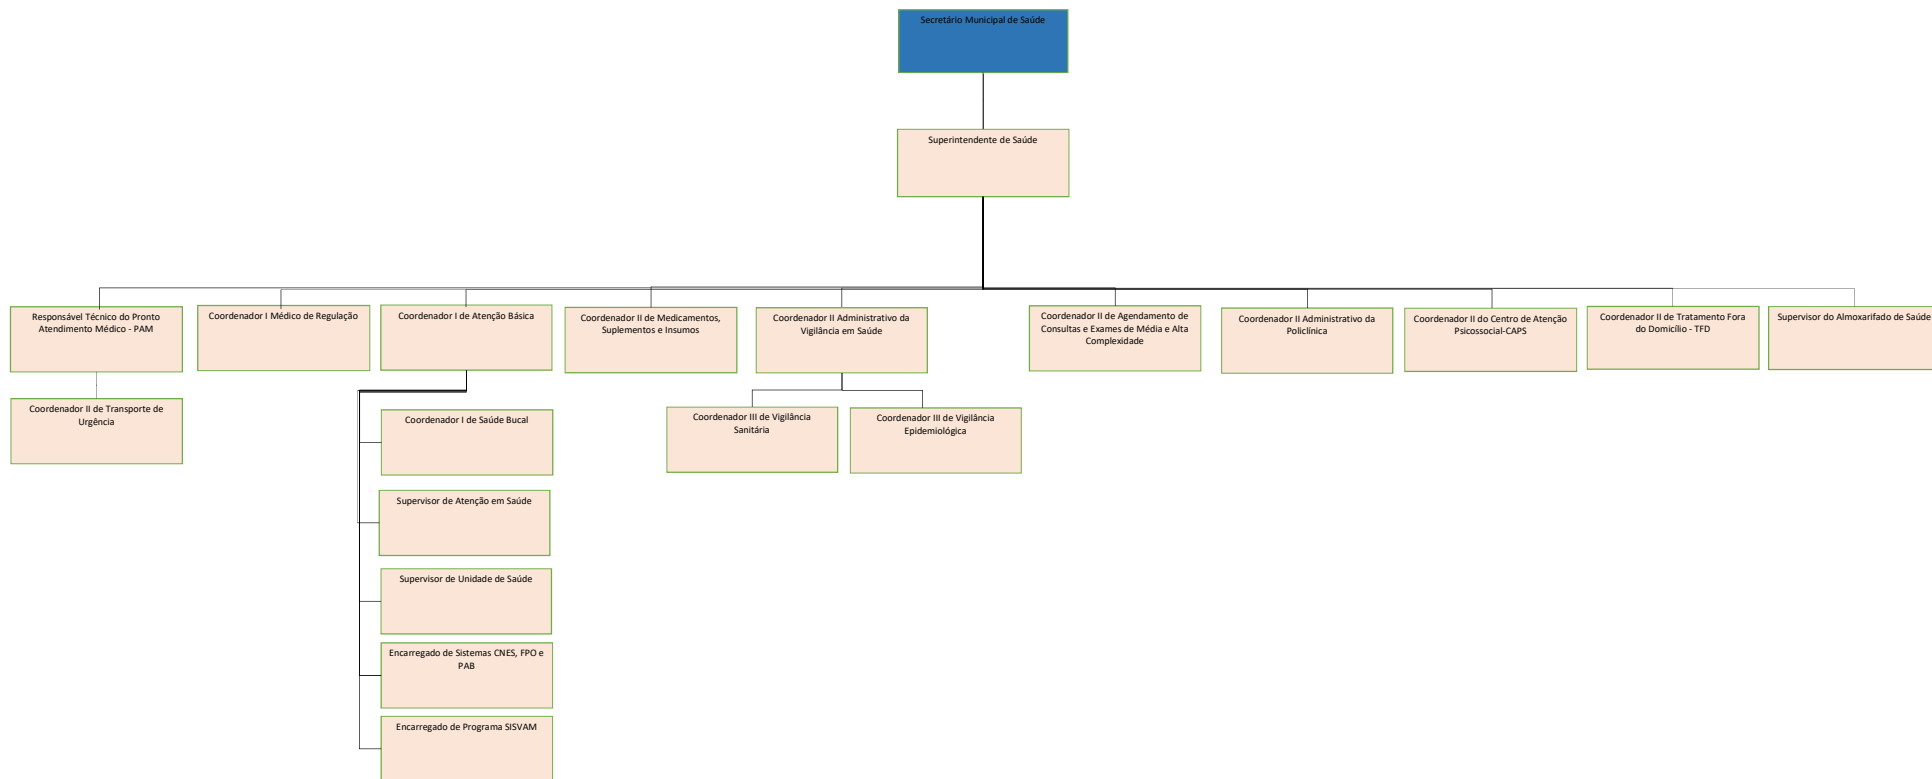 Secretário Municipal de Saúde
Superintendente de Saúde
Responsável Técnico do Pronto
Atendimento Médico - PAM
Coordenador I Médico de Regulação
Coordenador I de Atenção Básica
Coordenador II de Medicamentos,
Suplementos e Insumos
Coordenador II Administrativo da
Vigilância em Saúde
Coordenador II de Agendamento de
Consultas e Exames de Média e Alta
Complexidade
Coordenador II Administrativo da
Policlínica
Coordenador II do Centro de Atenção
Psicossocial-CAPS
Coordenador II de Tratamento Fora
do Domicílio - TFD
Supervisor do Almoxarifado de Saúde
Coordenador II de Transporte de
Urgência
Coordenador I de Saúde Bucal
Coordenador III de Vigilância
Sanitária
Coordenador III de Vigilância
Epidemiológica
Supervisor de Atenção em Saúde
Supervisor de Unidade de Saúde
Encarregado de Sistemas CNES, FPO e
PAB
Encarregado de Programa SISVAM